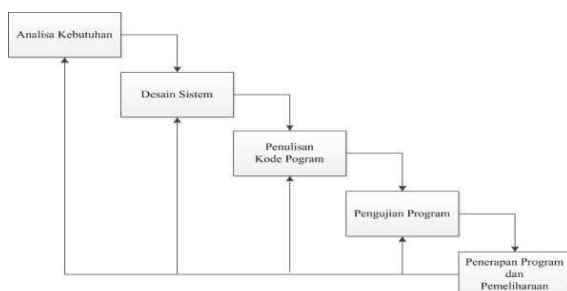 Analisa Kebutuhan
Desain Sistem
Penulisan
Kode Pogram
Pengujian Program
Penerapan Program
dan
Pemeliharaan